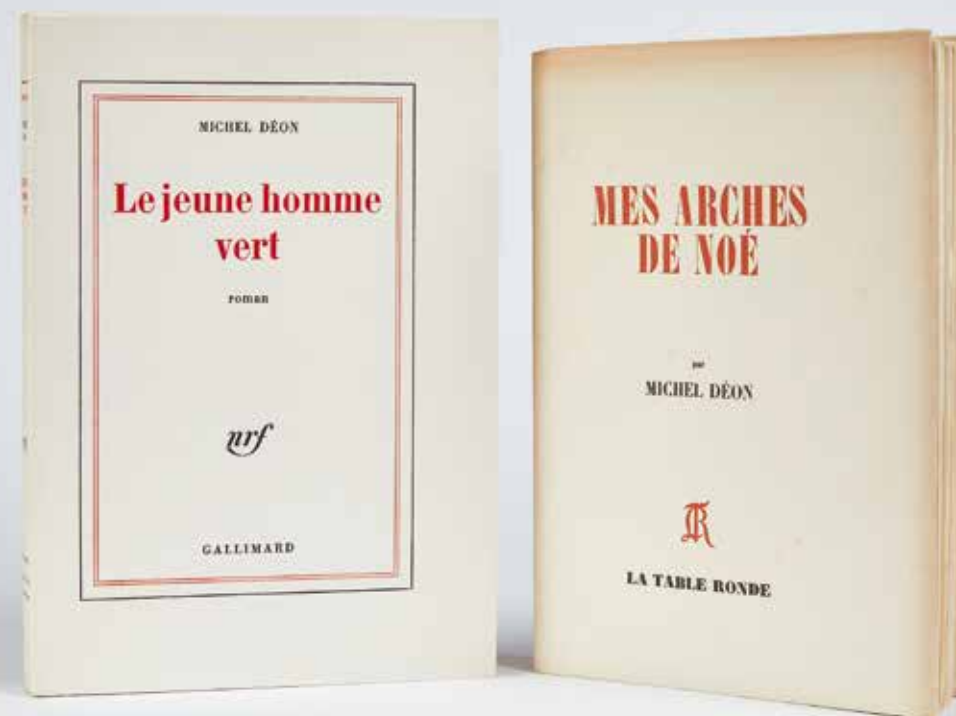 MICHEL DÉON
Le jeune homme
vert
roman
nrf
GALLIMARD
MES ARCHES
DE NOÉ
par
MICHEL DÉON
TR
LA TABLE RONDE